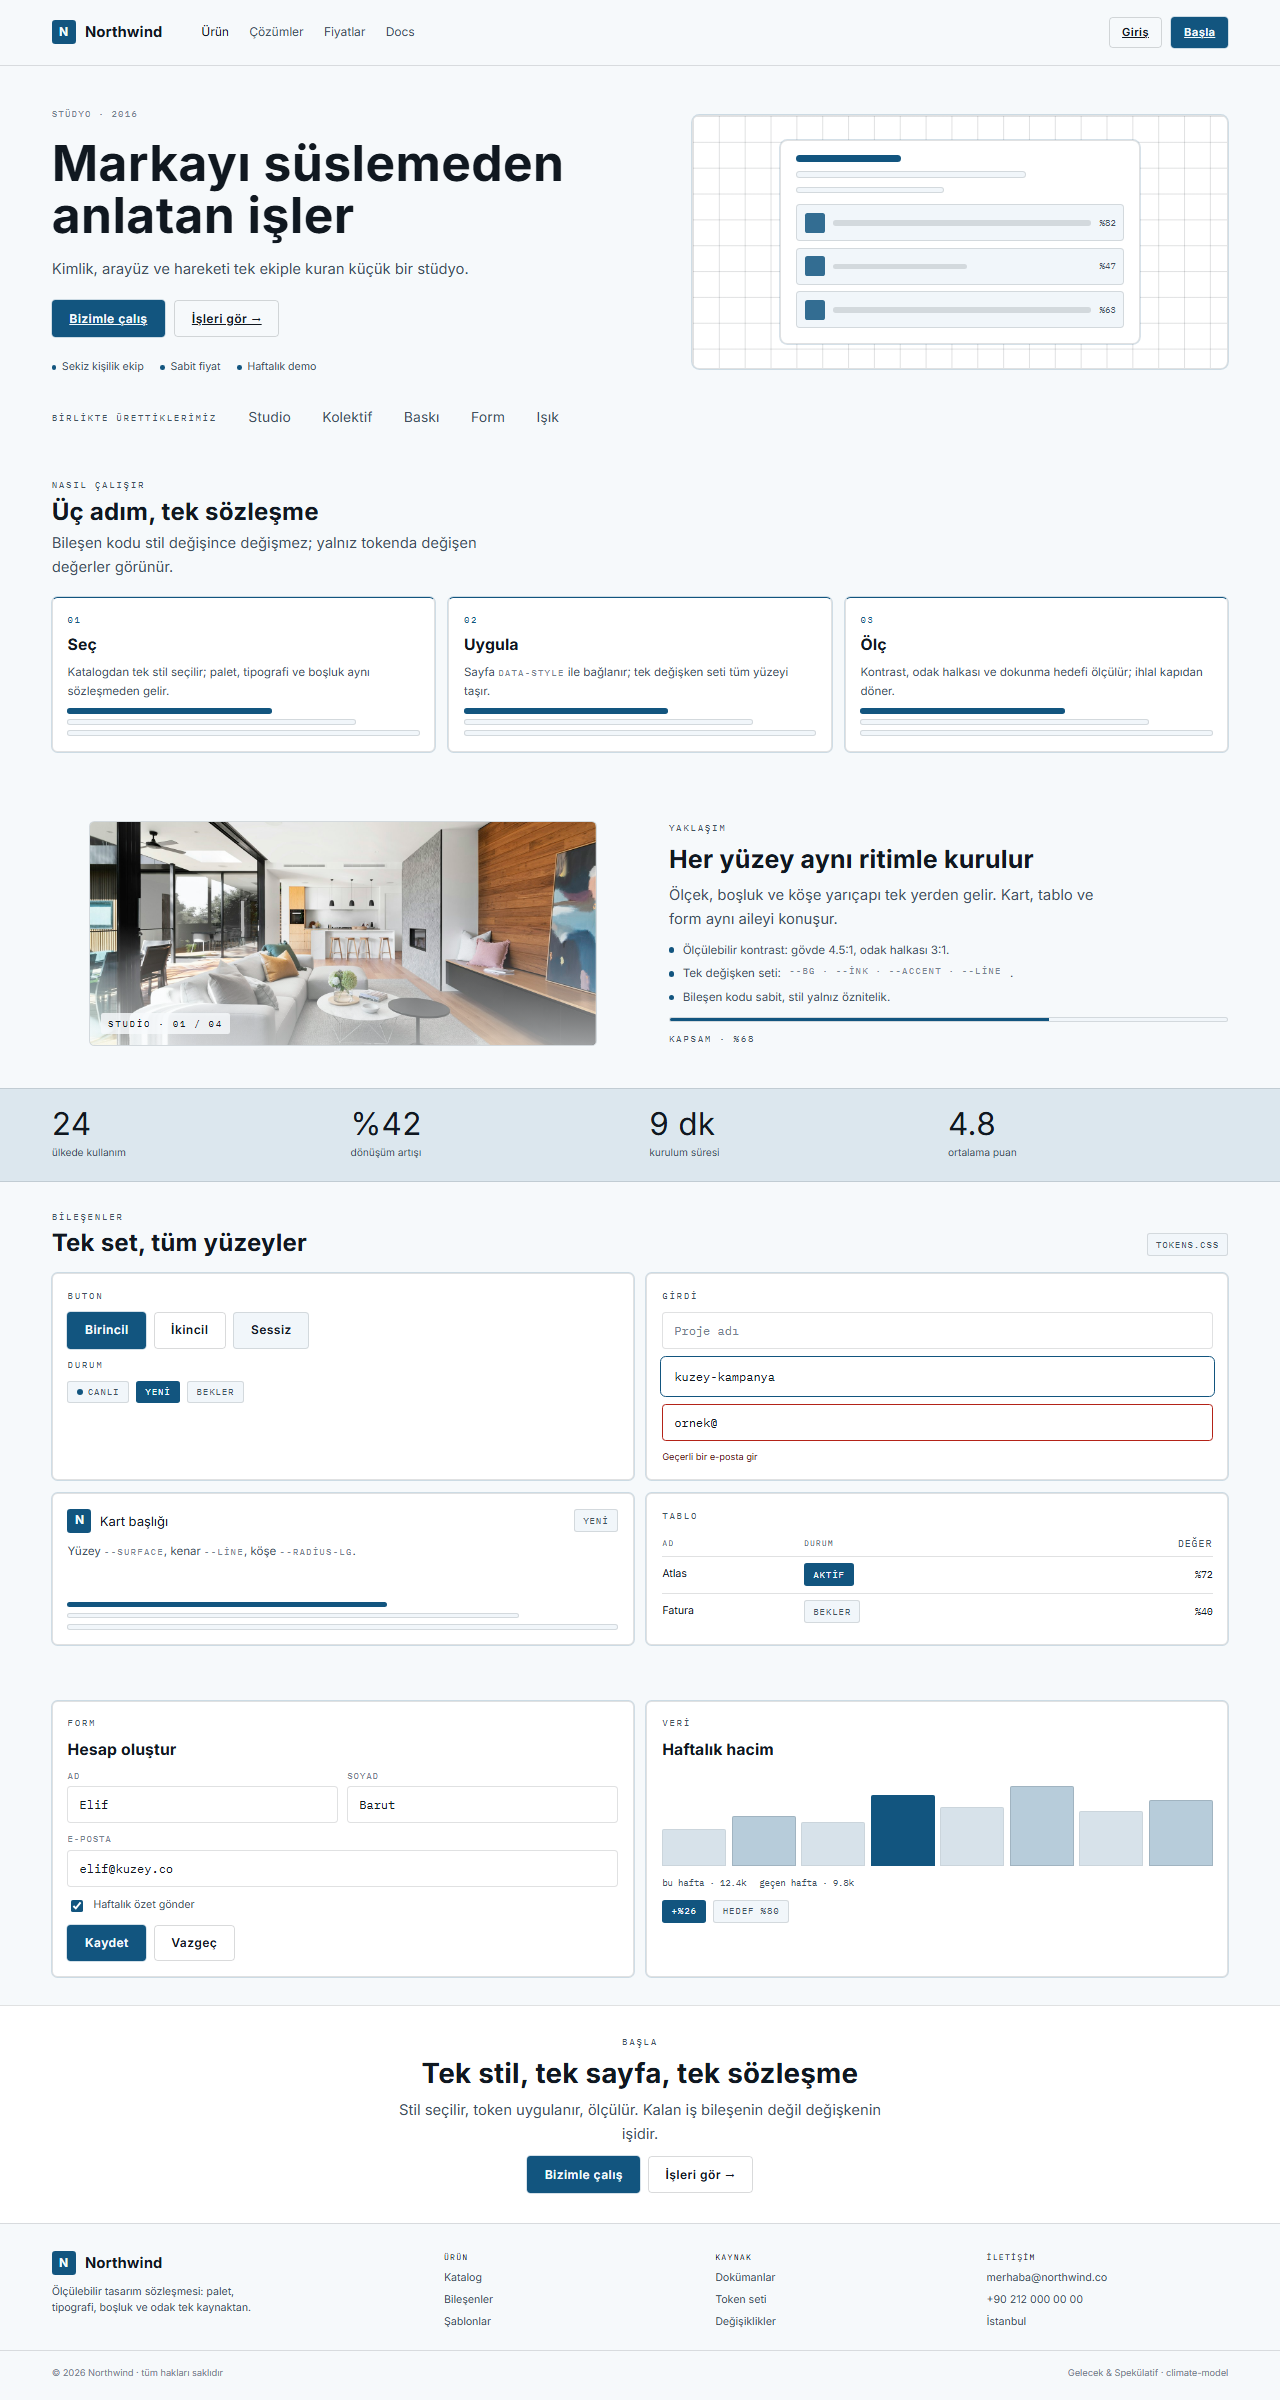 N Northwind Ürün Çözümler Fiyatlar Docs Giriş Başla
STÜDYO · 2016
Markayı süslemeden
anlatan işler
Kimlik, arayüz ve hareketi tek ekiple kuran küçük bir stüdyo.
Bizimle çalış İşleri gör →
Sekiz kişilik ekip Sabit fiyat Haftalık demo
%82
%47
%63
BİRLİKTE ÜRETTİKLERİMİZ Studio Kolektif Baskı Form Işık
NASIL ÇALIŞIR
Üç adım, tek sözleşme
Bileşen kodu stil değişince değişmez; yalnız tokenda değişen
değerler görünür.
01
Seç
Katalogdan tek stil seçilir; palet, tipografi ve boşluk aynı
sözleşmeden gelir.
02
Uygula
Sayfa DATA-STYLE ile bağlanır; tek değişken seti tüm yüzeyi
taşır.
03
Ölç
Kontrast, odak halkası ve dokunma hedefi ölçülür; ihlal kapıdan
döner.
STUDİO · 01 / 04
YAKLAŞIM
Her yüzey aynı ritimle kurulur
Ölçek, boşluk ve köşe yarıçapı tek yerden gelir. Kart, tablo ve
form aynı aileyi konuşur.
Ölçülebilir kontrast: gövde 4.5:1, odak halkası 3:1.
Tek değişken seti: --BG · --İNK · --ACCENT · --LİNE .
Bileşen kodu sabit, stil yalnız öznitelik.
KAPSAM · %68
24 %42 9 dk 4.8
ülkede kullanım dönüşüm artışı kurulum süresi ortalama puan
BİLEŞENLER
Tek set, tüm yüzeyler
TOKENS.CSS
BUTON
Birincil İkincil Sessiz
DURUM
CANLI YENİ BEKLER
GİRDİ
Proje adı
kuzey-kampanya
ornek@
Geçerli bir e-posta gir
N Kart başlığı YENİ
Yüzey --SURFACE, kenar --LİNE, köşe --RADİUS-LG.
TABLO
AD DURUM DEĞER
Atlas AKTİF %72
Fatura BEKLER %40
FORM
Hesap oluştur
AD SOYAD
Elif Barut
E-POSTA
elif@kuzey.co
Haftalık özet gönder
Kaydet Vazgeç
VERİ
Haftalık hacim
bu hafta · 12.4k geçen hafta · 9.8k
+%26 HEDEF %80
BAŞLA
Tek stil, tek sayfa, tek sözleşme
Stil seçilir, token uygulanır, ölçülür. Kalan iş bileşenin değil değişkenin
işidir.
Bizimle çalış İşleri gör →
N Northwind
Ölçülebilir tasarım sözleşmesi: palet,
tipografi, boşluk ve odak tek kaynaktan.
ÜRÜN
Katalog
Bileşenler
Şablonlar
KAYNAK
Dokümanlar
Token seti
Değişiklikler
İLETİŞİM
merhaba@northwind.co
+90 212 000 00 00
İstanbul
© 2026 Northwind · tüm hakları saklıdır
Gelecek & Spekülatif · climate-model